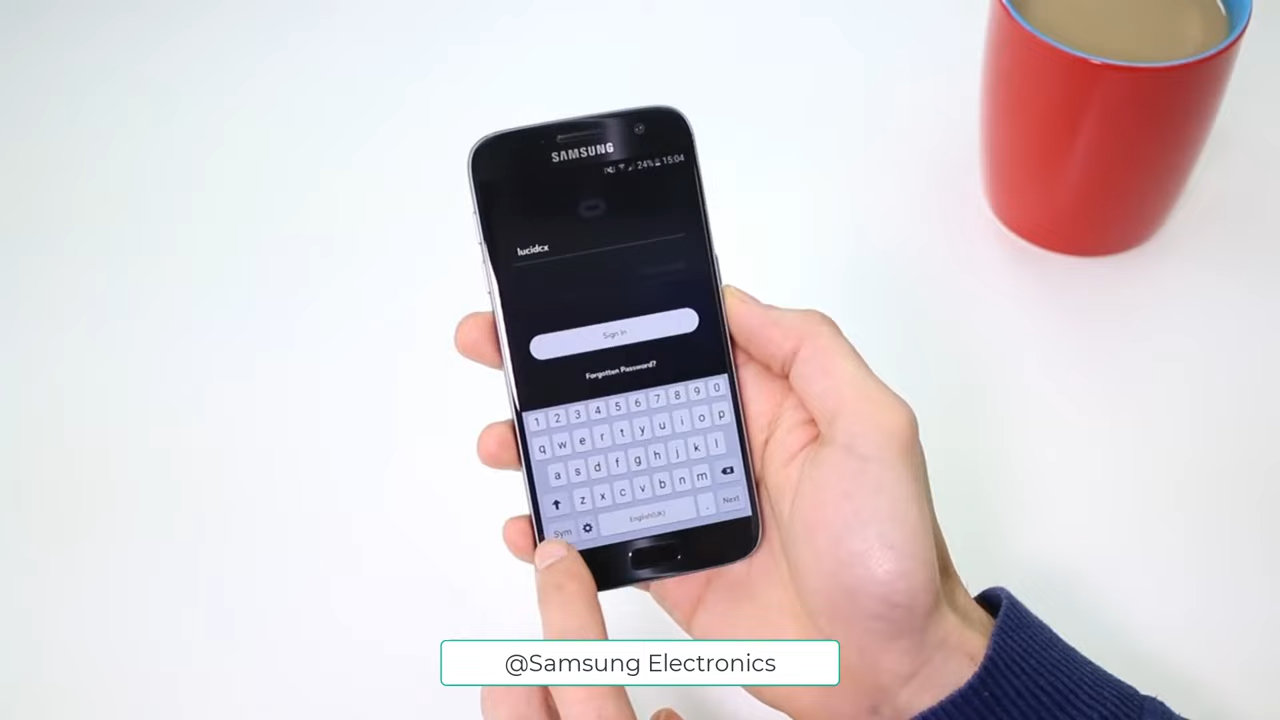 SAMSUNG
24% 15:04
lucidcx
Sign In
Forgotten Password?
1 2 3 4 5 6 7 8 9 0
q w e r t y u i o p
a s d f g h j k l
z x c v b n m
Sym English(UK) . Next
@Samsung Electronics